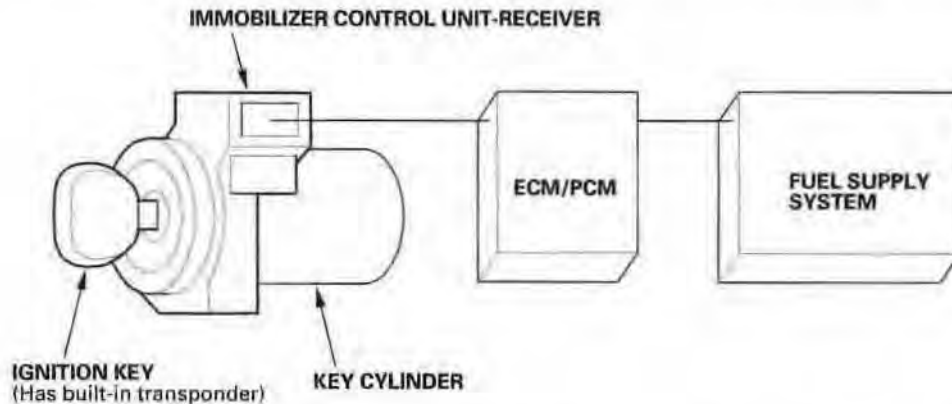 IMMOBILIZER CONTROL UNIT-RECEIVER
ECM/PCM
FUEL SUPPLY
SYSTEM
IGNITION KEY
(Has built-in transponder)
KEY CYLINDER